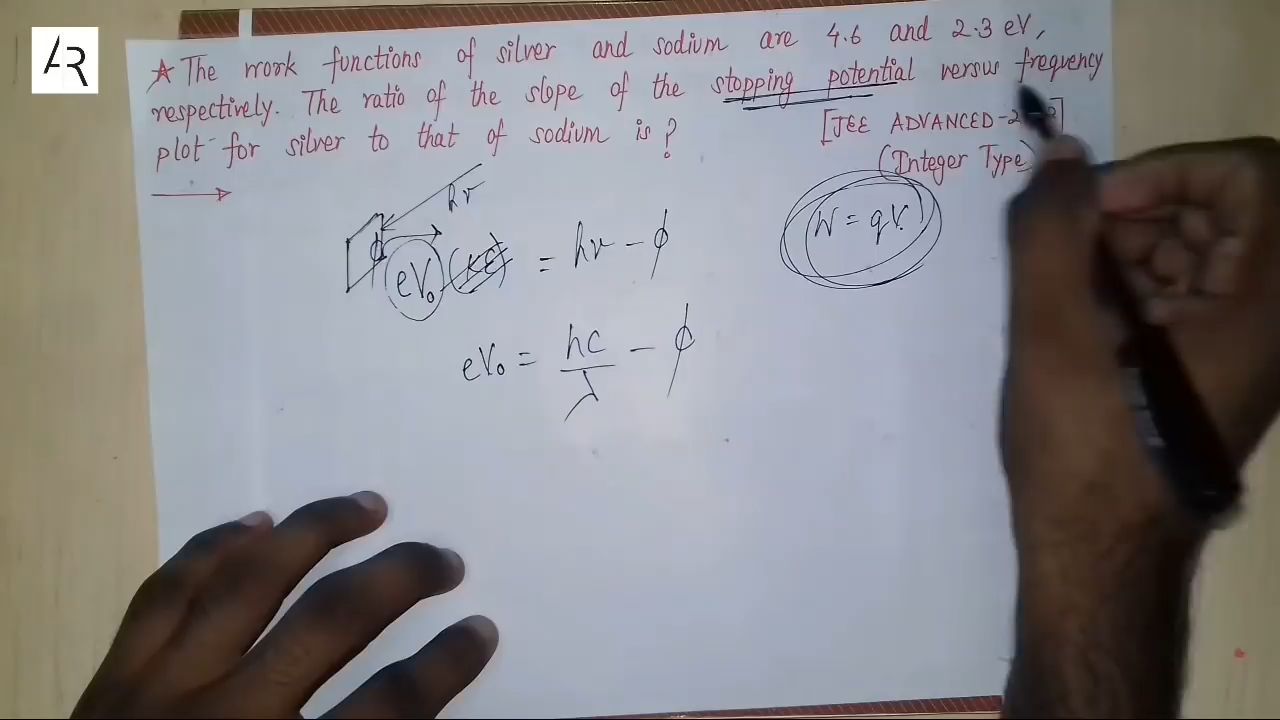 AR
★ The work functions of silver and sodium are 4.6 and 2.3 eV,
respectively. The ratio of the slope of the stopping potential versus frequency
plot for silver to that of sodium is?
[JEE ADVANCED
(Integer Type)
hν
ϕ
eV₀ = hν - ϕ
W = qV
eV₀ = hc/λ - ϕ